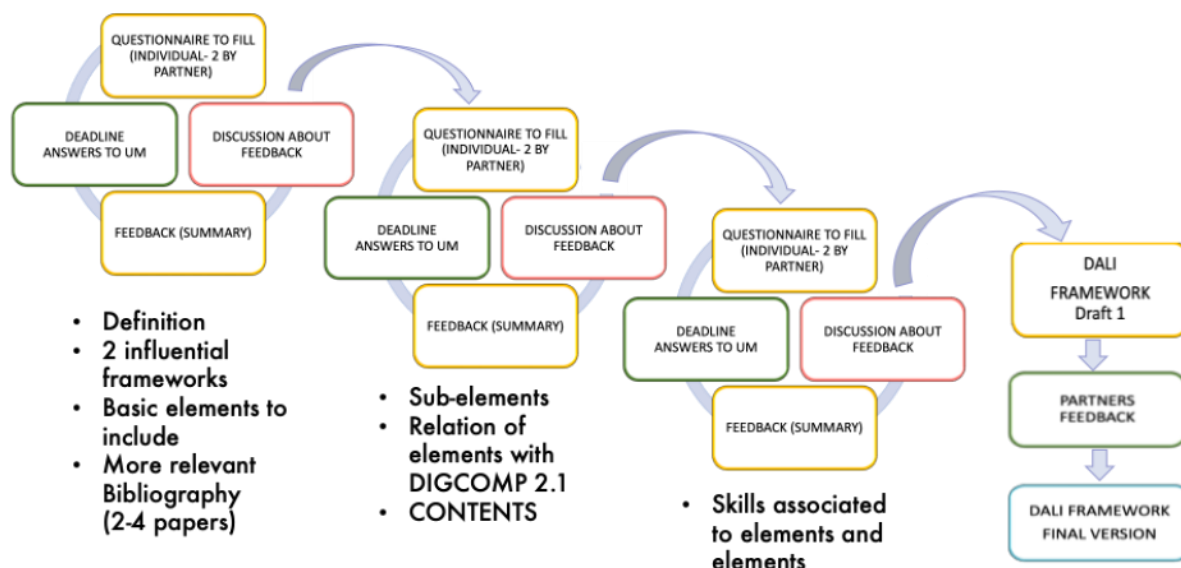 QUESTIONNAIRE TO FILL
(INDIVIDUAL- 2 BY
PARTNER)
DEADLINE
ANSWERS TO UM
DISCUSSION ABOUT
FEEDBACK
FEEDBACK (SUMMARY)
• Definition
• 2 influential
frameworks
• Basic elements to
include
• More relevant
Bibliography
(2-4 papers)
QUESTIONNAIRE TO FILL
(INDIVIDUAL- 2 BY
PARTNER)
DEADLINE
ANSWERS TO UM
DISCUSSION ABOUT
FEEDBACK
FEEDBACK (SUMMARY)
• Sub-elements
• Relation of
elements with
DIGCOMP 2.1
• CONTENTS
QUESTIONNAIRE TO FILL
(INDIVIDUAL- 2 BY
PARTNER)
DEADLINE
ANSWERS TO UM
DISCUSSION ABOUT
FEEDBACK
FEEDBACK (SUMMARY)
• Skills associated
to elements and
elements
DALI
FRAMEWORK
Draft 1
PARTNERS
FEEDBACK
DALI FRAMEWORK
FINAL VERSION